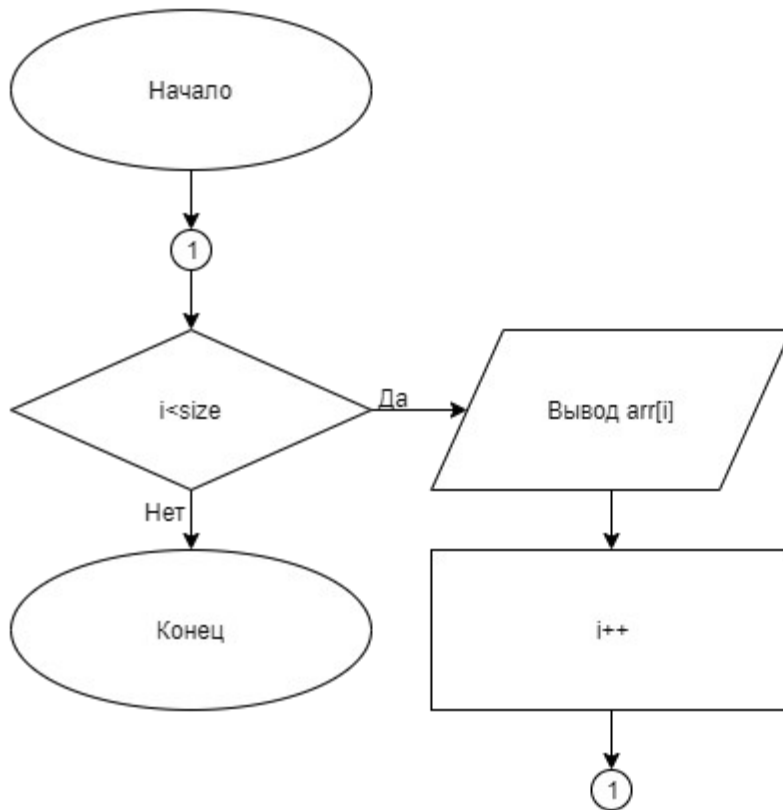 Начало
1
i<size
Да
Вывод arr[i]
Нет
Конец
i++
1